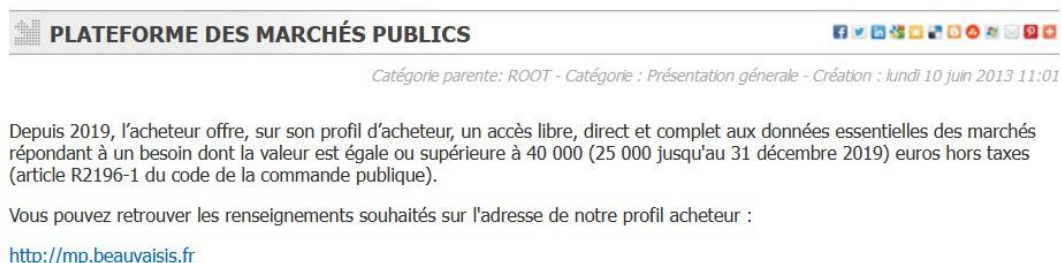 PLATEFORME DES MARCHÉS PUBLICS
Catégorie parente: ROOT - Catégorie : Présentation génerale - Création : lundi 10 juin 2013 11:01
Depuis 2019, l’acheteur offre, sur son profil d’acheteur, un accès libre, direct et complet aux données essentielles des marchés
répondant à un besoin dont la valeur est égale ou supérieure à 40 000 (25 000 jusqu'au 31 décembre 2019) euros hors taxes
(article R2196-1 du code de la commande publique).
Vous pouvez retrouver les renseignements souhaités sur l'adresse de notre profil acheteur :
http://mp.beauvaisis.fr